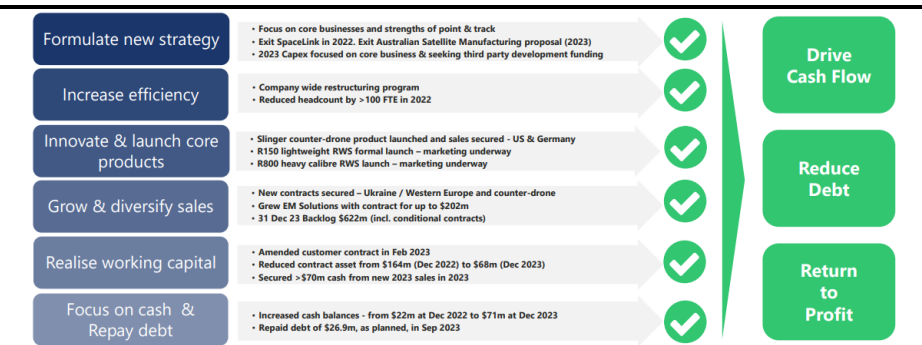 Formulate new strategy
• Focus on core businesses and strengths of point & track
• Exit SpaceLink in 2022. Exit Australian Satellite Manufacturing proposal (2023)
• 2023 Capex focused on core business & seeking third party development funding
Increase efficiency
• Company wide restructuring program
• Reduced headcount by >100 FTE in 2022
Innovate & launch core
products
• Slinger counter-drone product launched and sales secured - US & Germany
• R150 lightweight RWS formal launch – marketing underway
• R800 heavy calibre RWS launch – marketing underway
Grow & diversify sales
• New contracts secured – Ukraine / Western Europe and counter-drone
• Grew EM Solutions with contract for up to $202m
• 31 Dec 23 Backlog $622m (incl. conditional contracts)
Realise working capital
• Amended customer contract in Feb 2023
• Reduced contract asset from $164m (Dec 2022) to $68m (Dec 2023)
• Secured >$70m cash from new 2023 sales in 2023
Focus on cash &
Repay debt
• Increased cash balances - from $22m at Dec 2022 to $71m at Dec 2023
• Repaid debt of $26.9m, as planned, in Sep 2023
Drive
Cash Flow
Reduce
Debt
Return
to
Profit